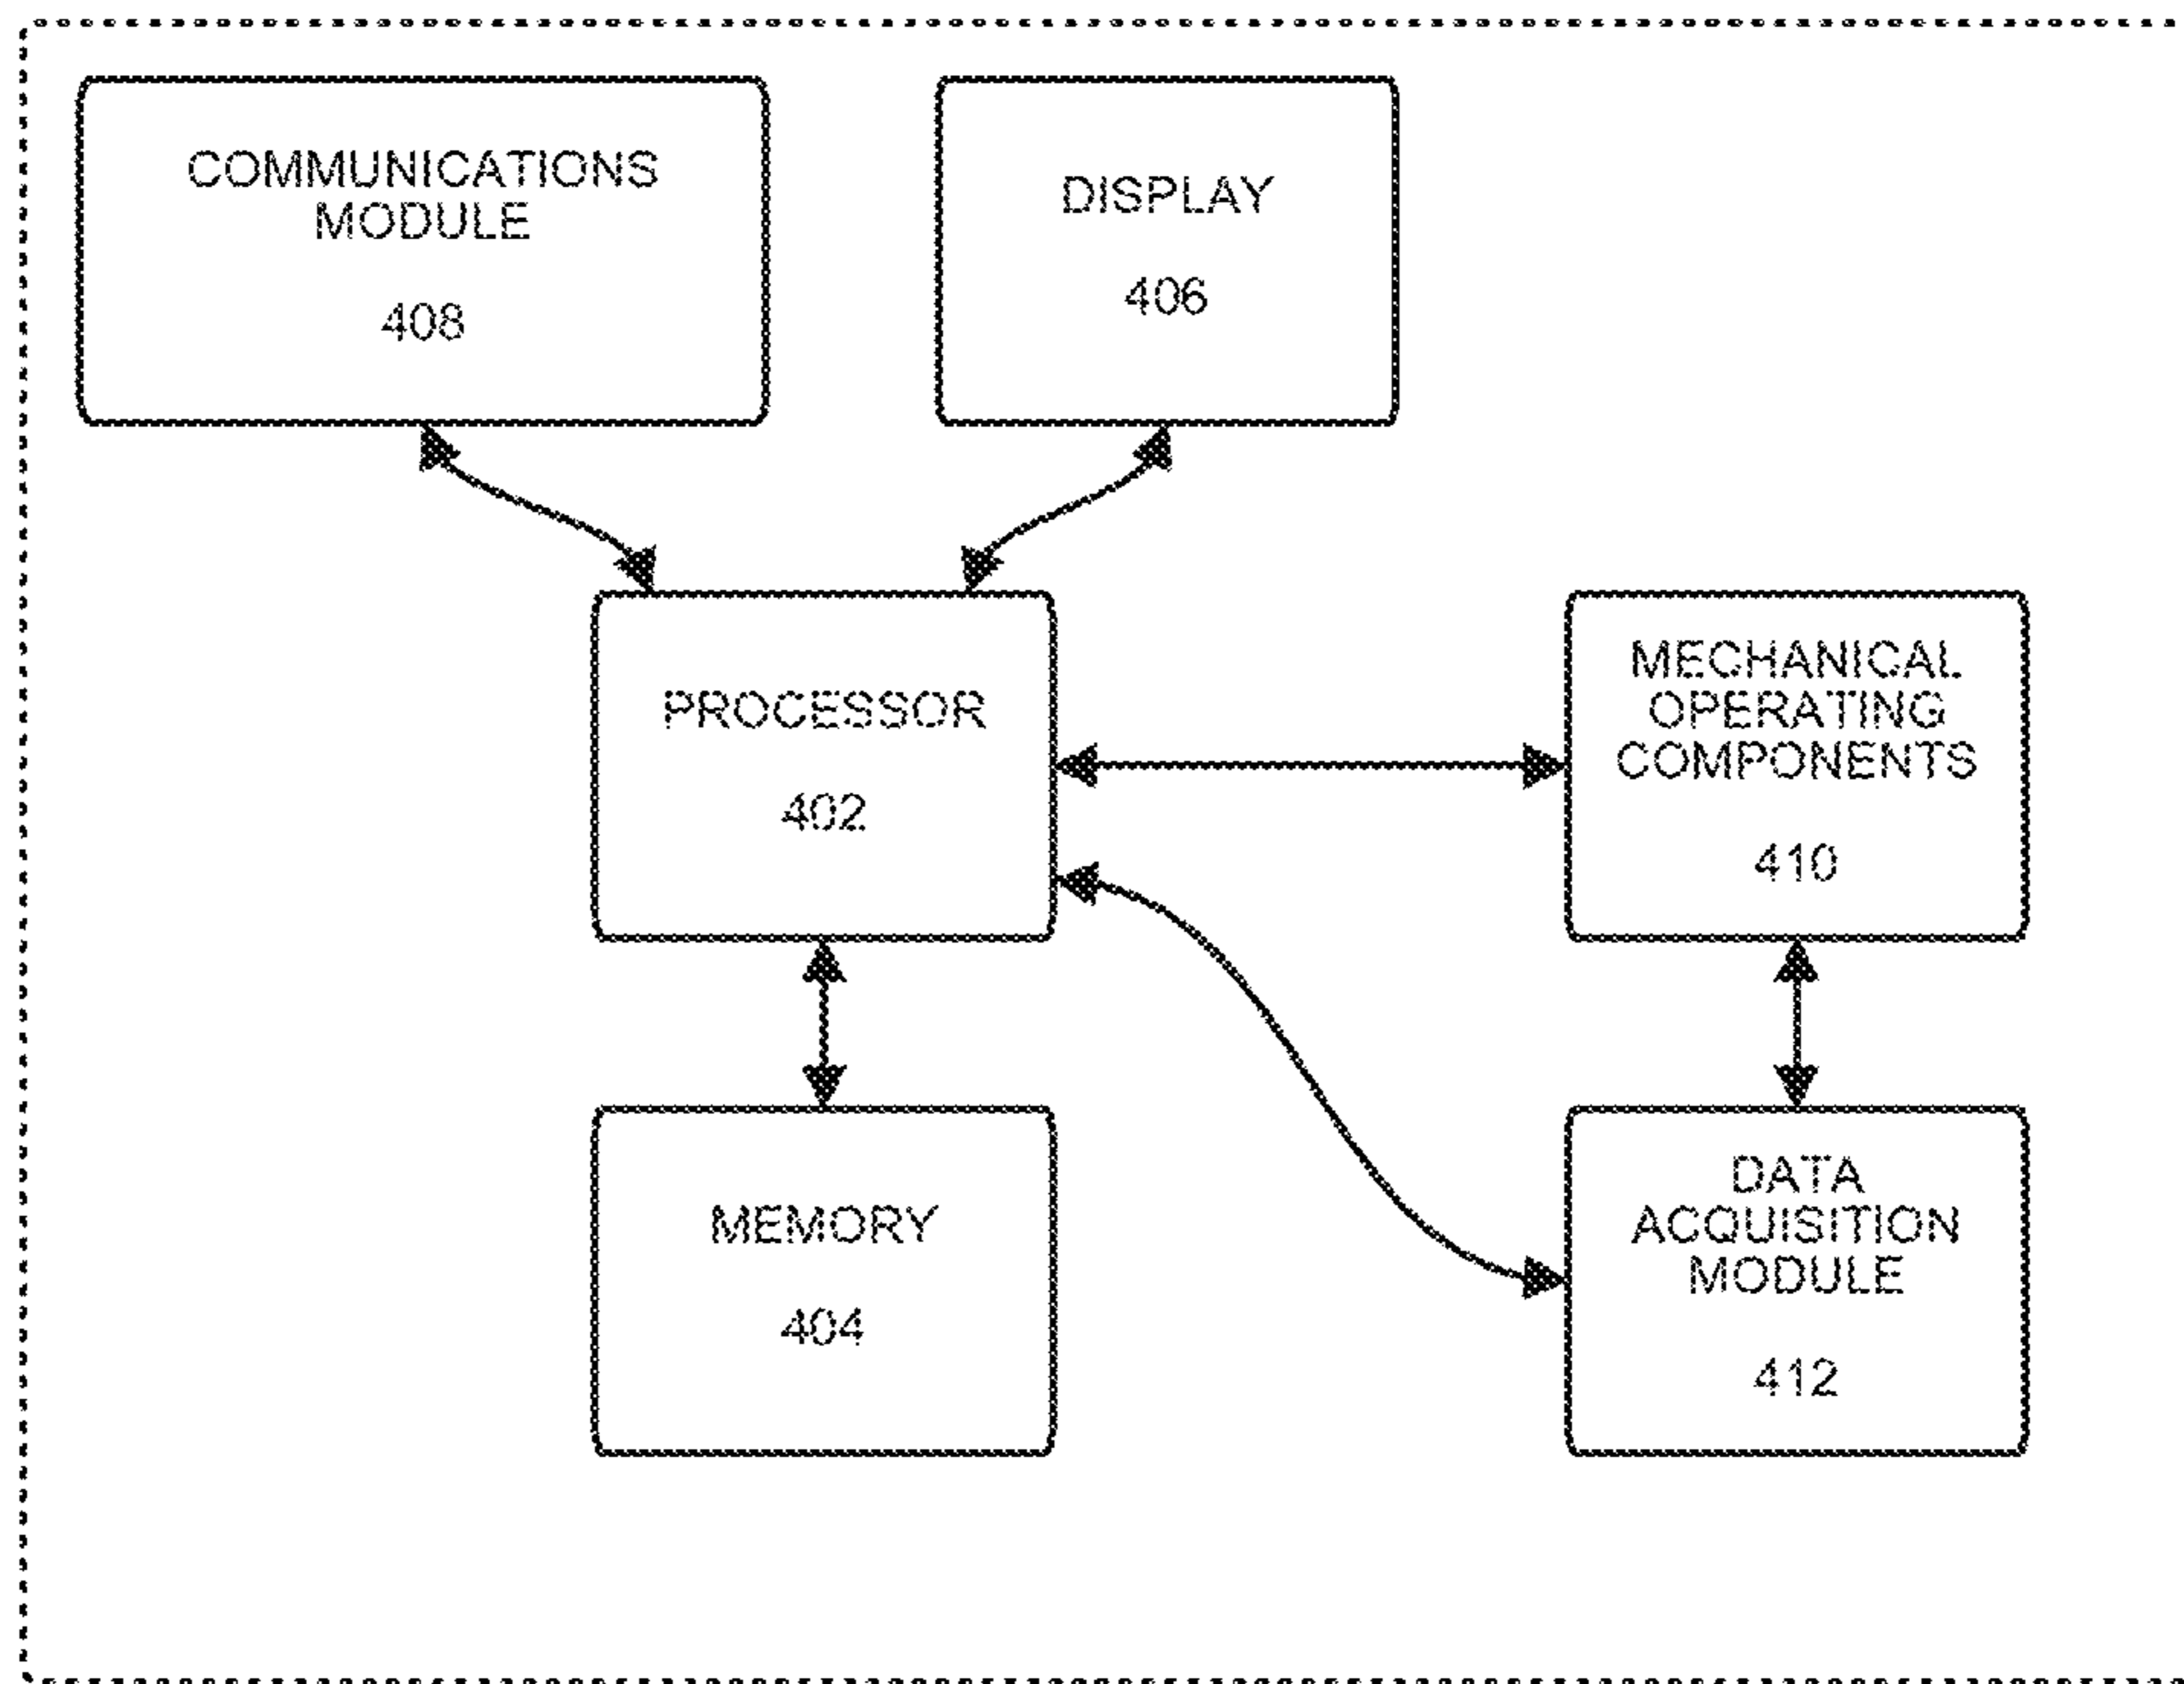 COMMUNICATIONS
MODULE
408
DISPLAY
406
PROCESSOR
402
MECHANICAL
OPERATING
COMPONENTS
410
MEMORY
404
DATA
ACQUISITION
MODULE
412